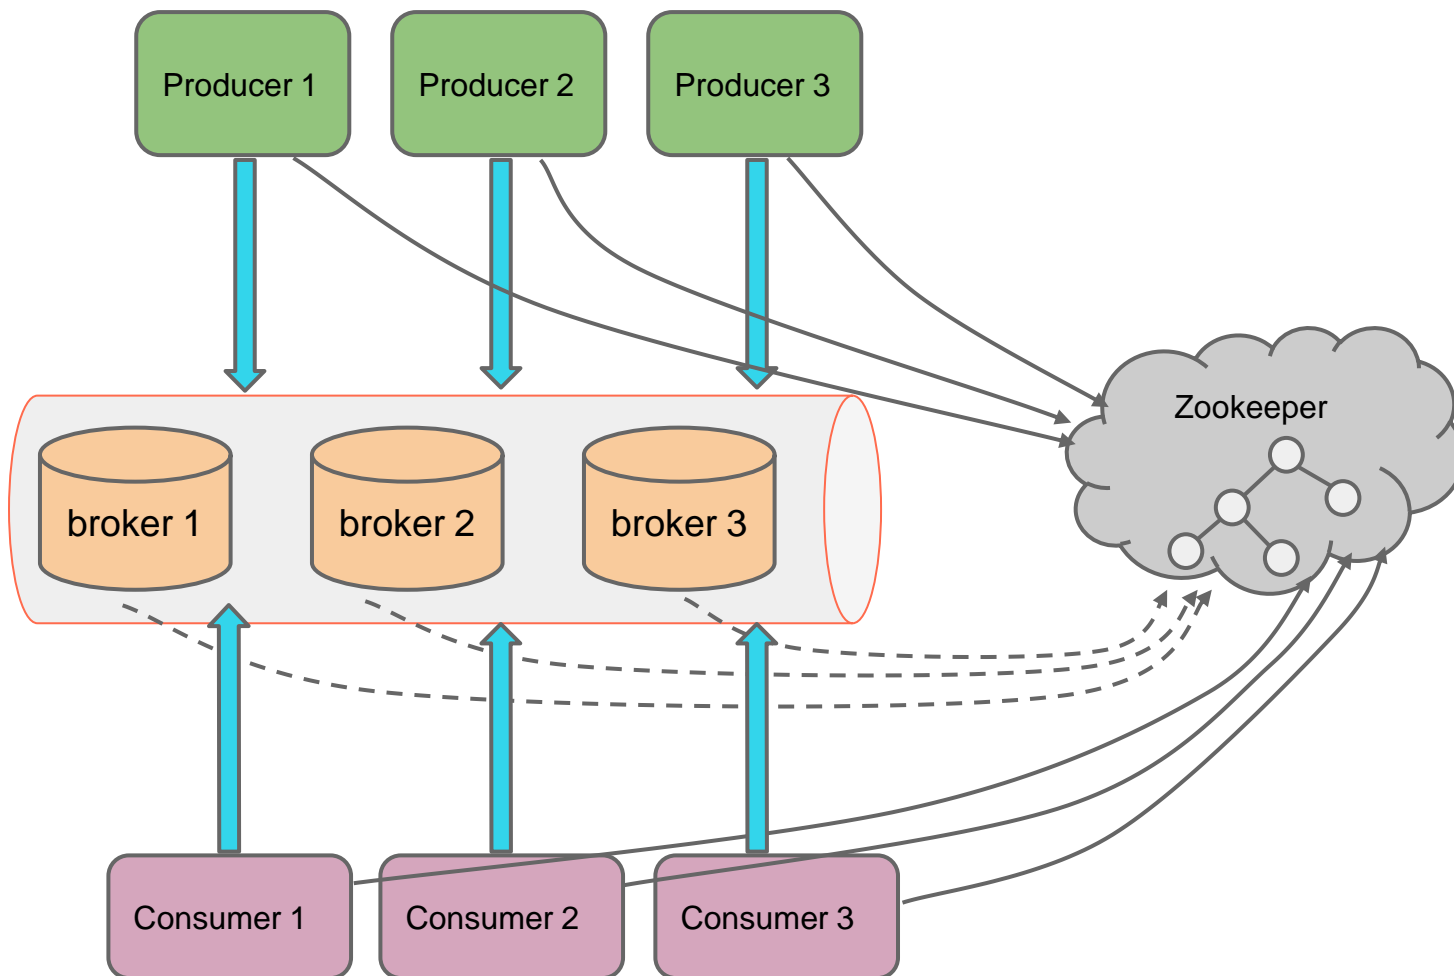 Producer 1
Producer 2
Producer 3
Zookeeper
broker 1
broker 2
broker 3
Consumer 1
Consumer 2
Consumer 3